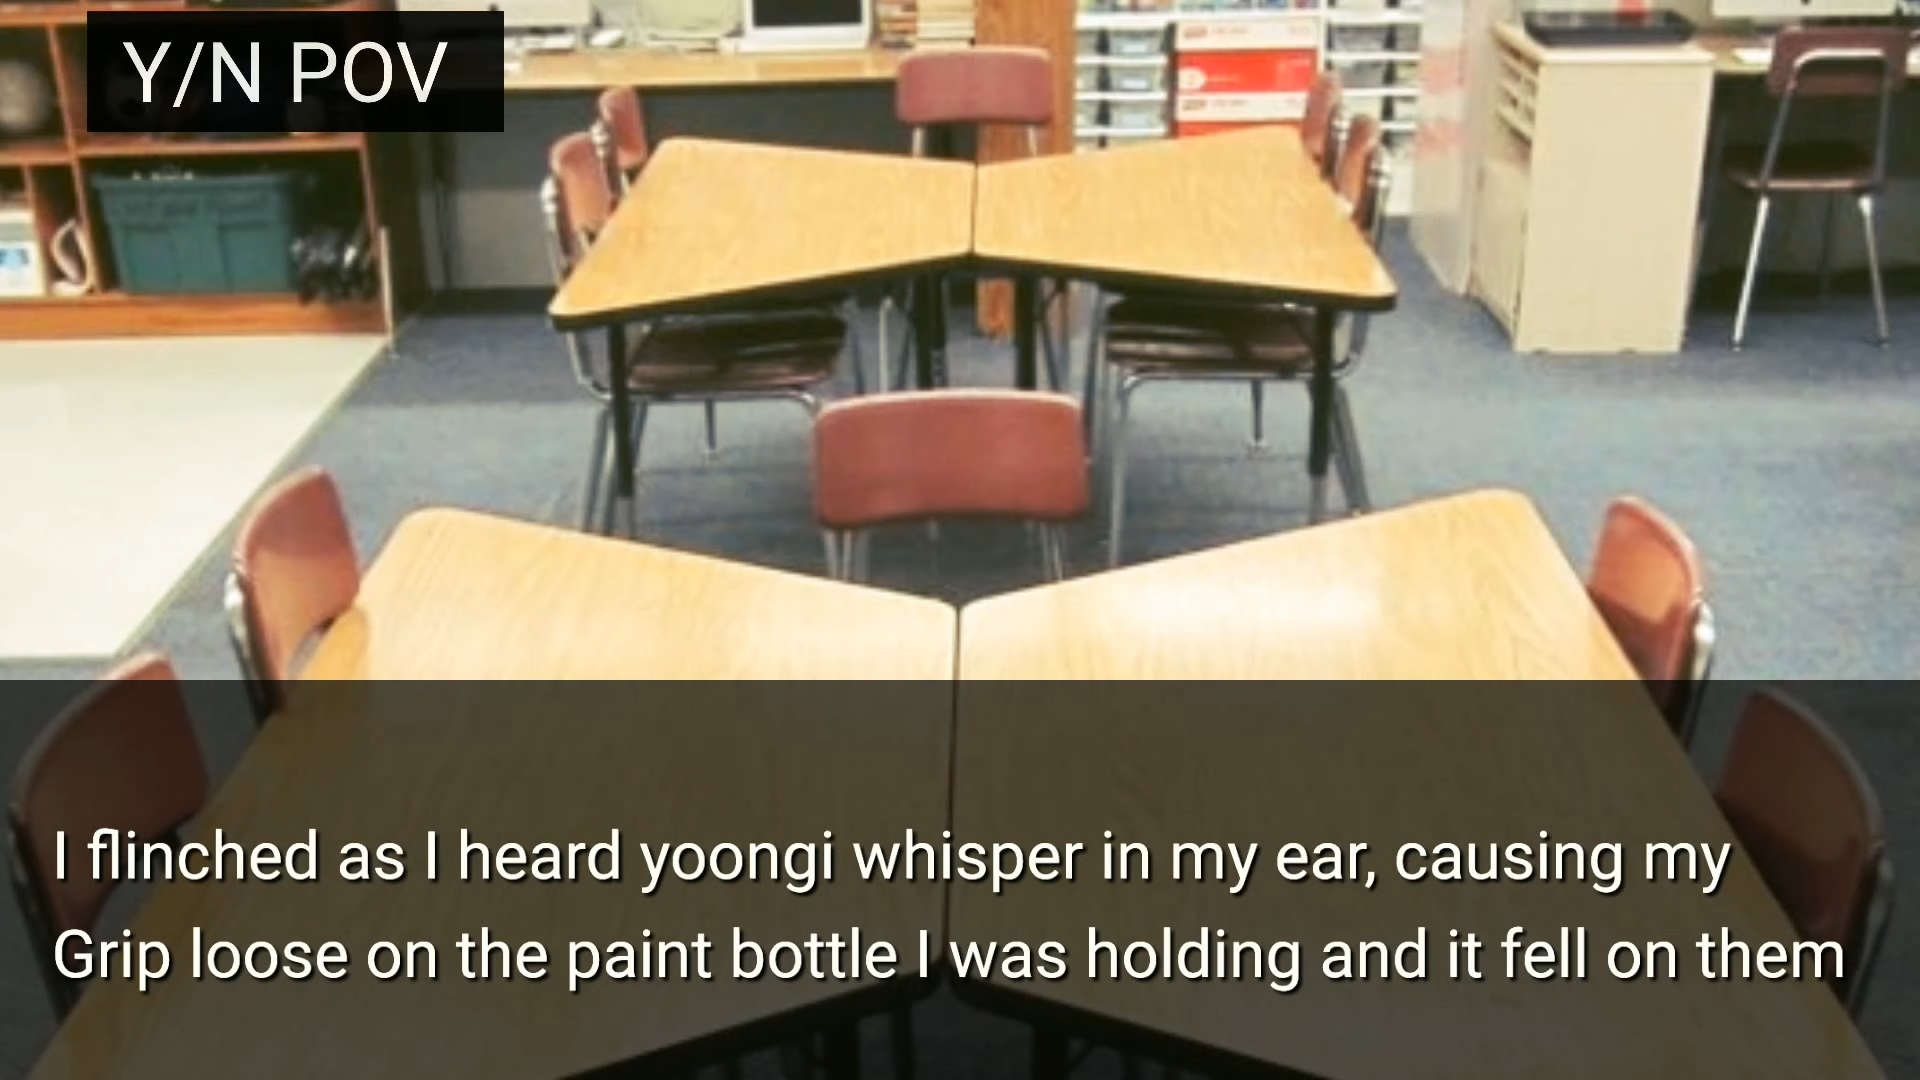 Y/N POV
I flinched as I heard yoongi whisper in my ear, causing my
Grip loose on the paint bottle I was holding and it fell on them